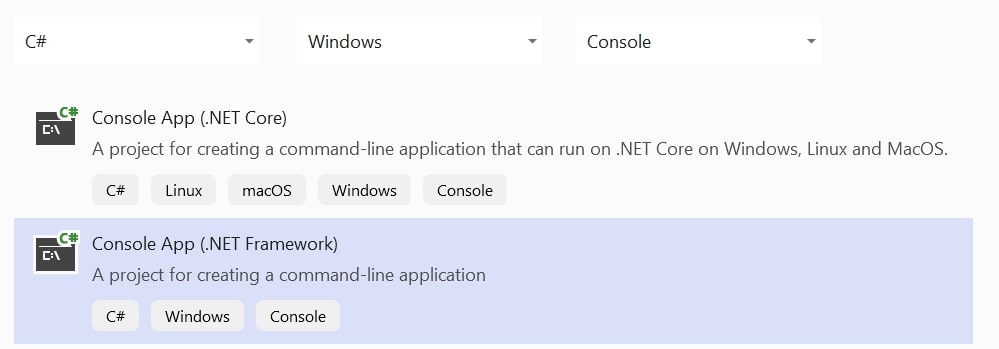 C# Windows Console
C#
C:\
Console App (.NET Core)
A project for creating a command-line application that can run on .NET Core on Windows, Linux and MacOS.
C# Linux macOS Windows Console
C#
C:\
Console App (.NET Framework)
A project for creating a command-line application
C# Windows Console